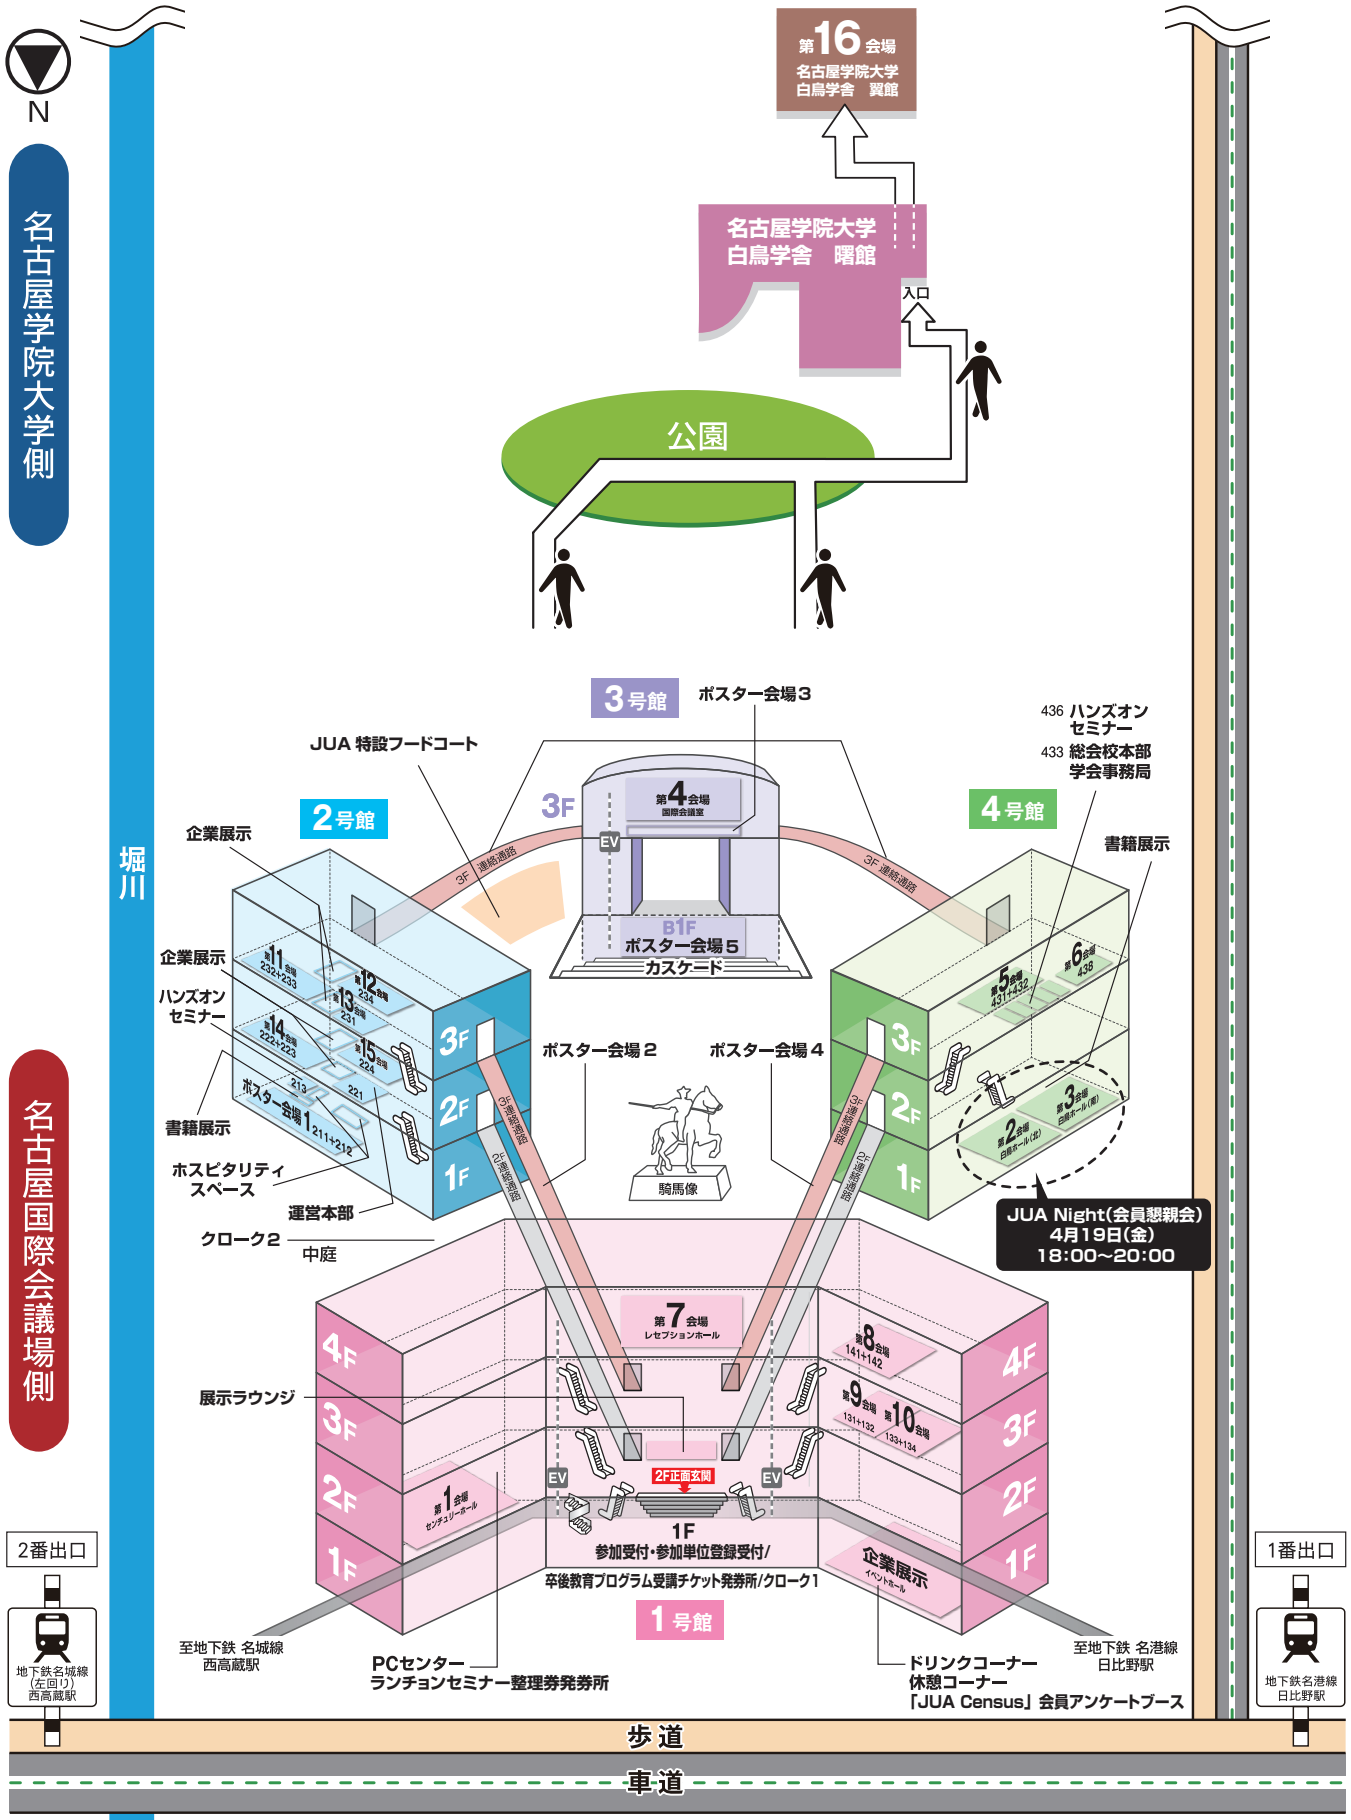 N
名古屋学院大学側
第16会場
名古屋学院大学
白鳥学舎 翼館
名古屋学院大学
白鳥学舎 曙館
入口
公園
堀川
3号館
ポスター会場3
JUA 特設フードコート
3F
第4会場
国際会議室
EV
3F 連絡通路
3F 連絡通路
B1F
ポスター会場5
カスケード
436 ハンズオン
セミナー
433 総会校本部
学会事務局
4号館
書籍展示
2号館
企業展示
企業展示
ハンズオン
セミナー
書籍展示
ホスピタリティ
スペース
運営本部
第11会場
232+233
第12会場
234
第13会場
231
第14会場
222+223
第15会場
224
213
221
ポスター会場1
211+212
3F
2F
1F
第5会場
431+432
第6会場
438
第3会場
白鳥ホール(南)
第2会場
白鳥ホール(北)
3F
2F
1F
ポスター会場2
ポスター会場4
3F連絡通路
2F連絡通路
3F連絡通路
2F連絡通路
騎馬像
JUA Night(会員懇親会)
4月19日(金)
18:00〜20:00
クローク2
中庭
名古屋国際会議場側
第7会場
レセプションホール
第8会場
141+142
第9会場
131+132
第10会場
133+134
4F
3F
2F
1F
4F
3F
2F
1F
展示ラウンジ
2F正面玄関
EV
EV
第1会場
センチュリーホール
1F
参加受付・参加単位登録受付/
卒後教育プログラム受講チケット発券所/クローク1
企業展示
イベントホール
1号館
至地下鉄 名城線
西高蔵駅
至地下鉄 名港線
日比野駅
PCセンター
ランチョンセミナー整理券発券所
ドリンクコーナー
休憩コーナー
「JUA Census」会員アンケートブース
2番出口
地下鉄名城線
(左回り)
西高蔵駅
1番出口
地下鉄名港線
日比野駅
歩道
車道